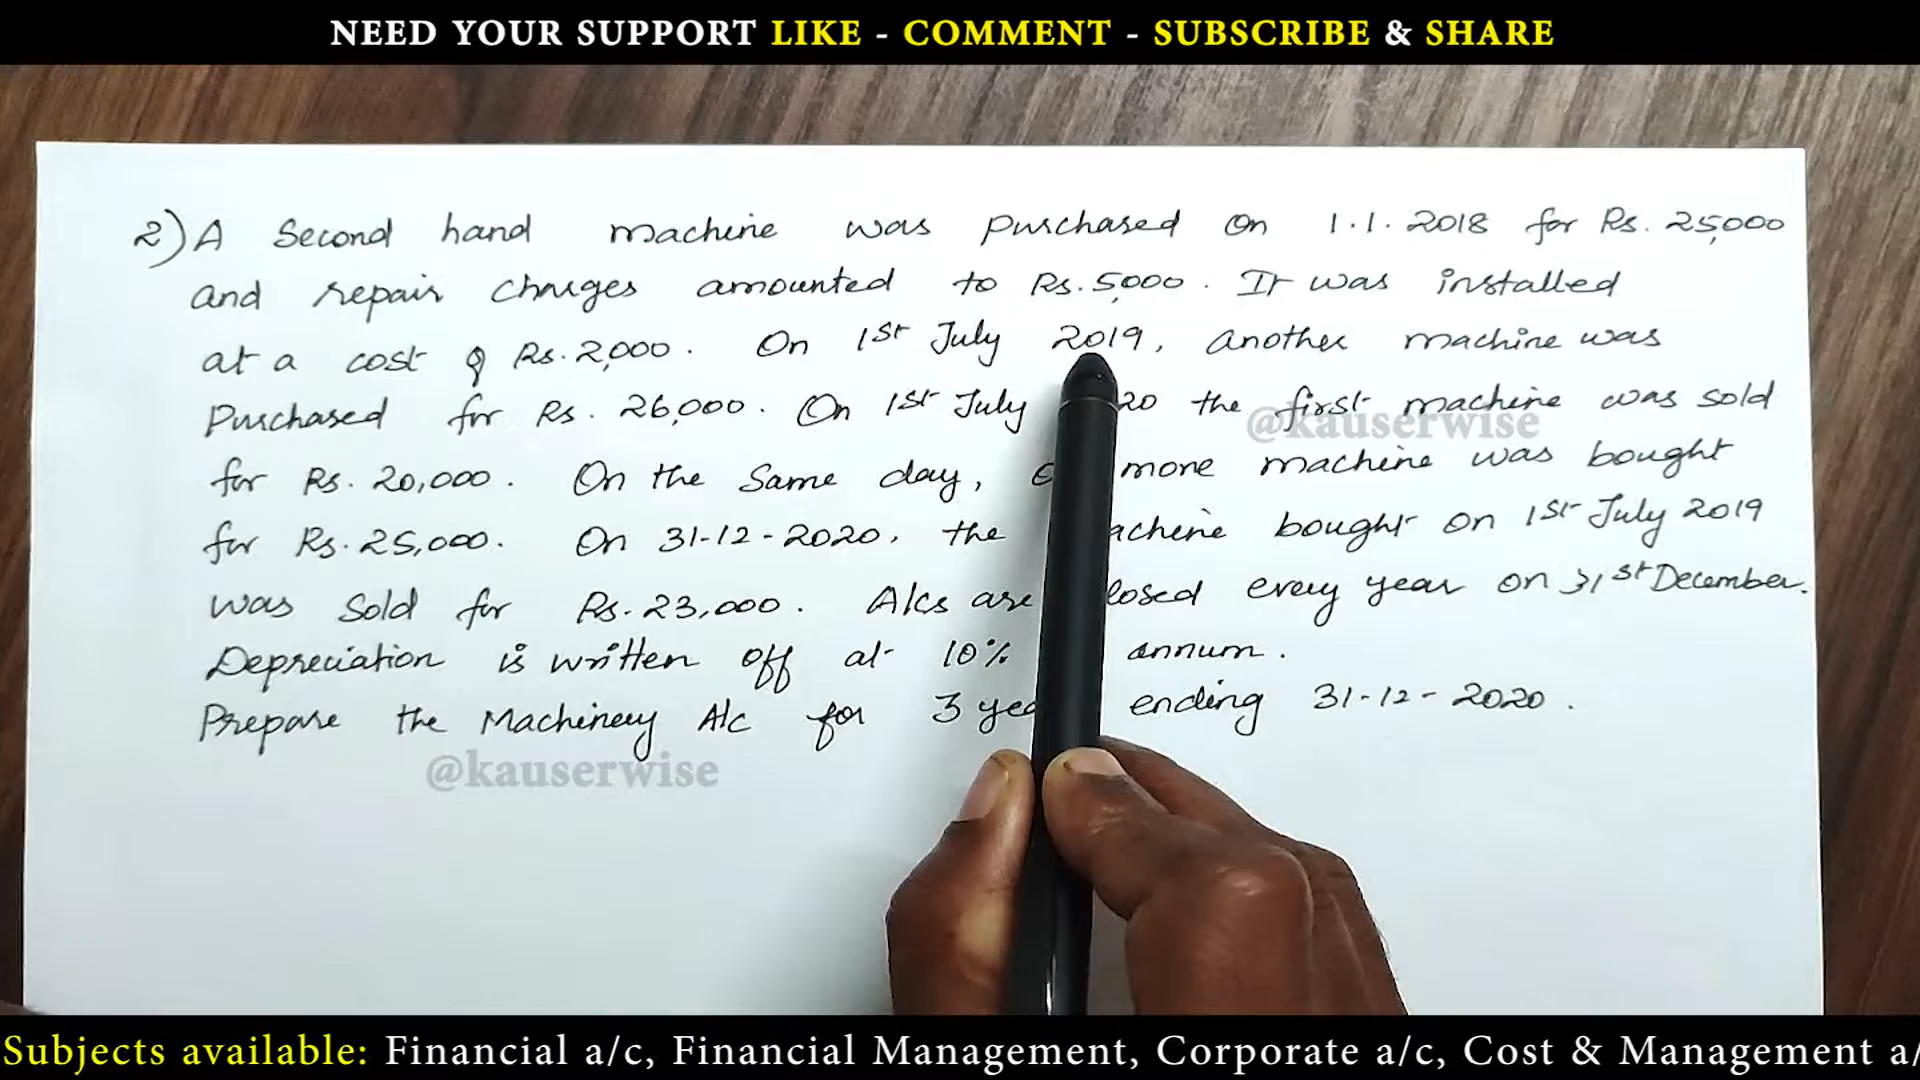 NEED YOUR SUPPORT LIKE - COMMENT - SUBSCRIBE & SHARE
2) A Second hand machine was purchased on 1.1.2018 for Rs. 25,000
and repair charges amounted to Rs.5,000. It was installed
at a cost of Rs.2,000. On 1st July 2019, another machine was
Purchased for Rs. 26,000. On 1st July 20 the first machine was sold
@kauserwise
for Rs. 20,000. On the same day, more machine was bought
for Rs.25,000. On 31-12-2020, the achine bought on 1st July 2019
was sold for Rs.23,000. A/cs are losed every year on 31st December.
Depreciation is written off at 10% annum.
Prepare the Machinery A/c for 3 yea ending 31-12-2020.
@kauserwise
Subjects available: Financial a/c, Financial Management, Corporate a/c, Cost & Management a/